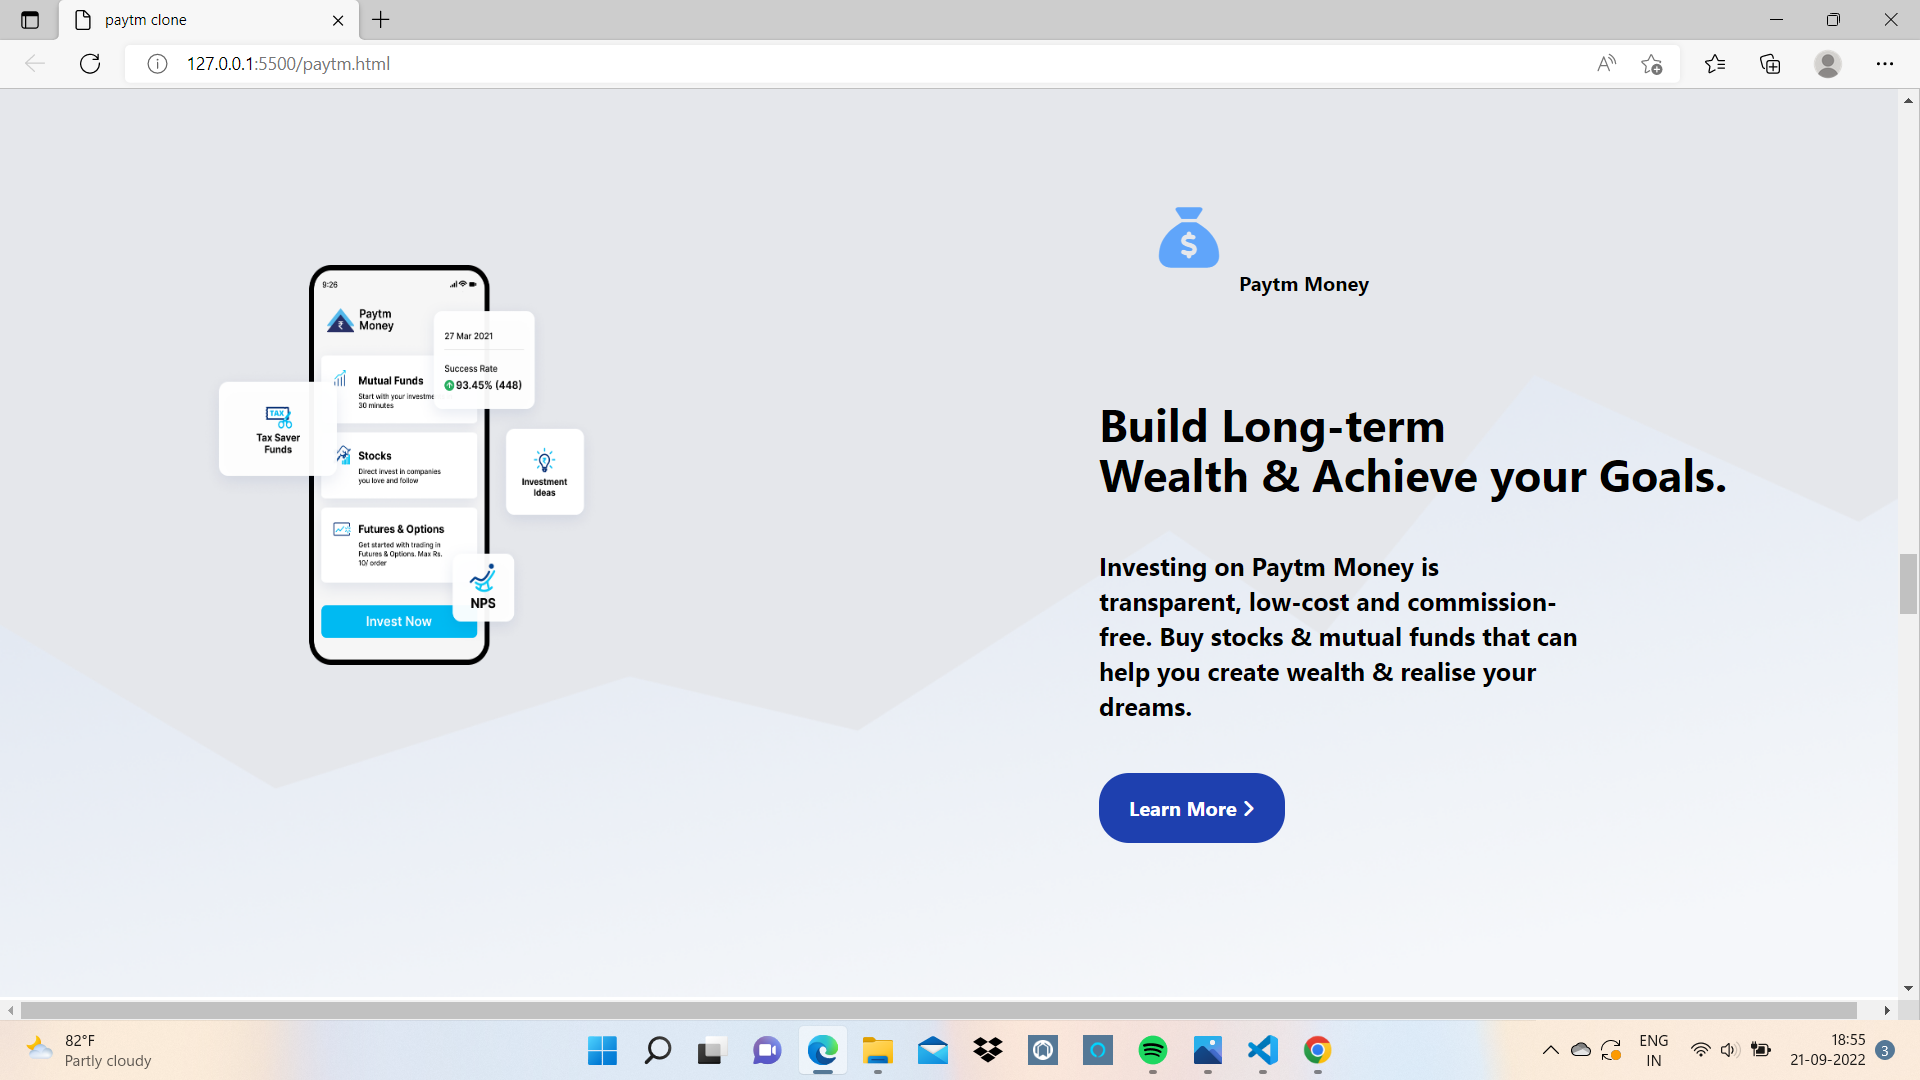 paytm clone
127.0.0.1:5500/paytm.html
Paytm Money
9:26
Paytm
Money
27 Mar 2021
Success Rate
93.45% (448)
Mutual Funds
Start with your investme
30 minutes
TAX
Tax Saver
Funds
Stocks
Direct invest in companies
you love and follow
Investment
Ideas
Futures & Options
Get started with trading in
Futures & Options. Max Rs.
10/ order
NPS
Invest Now
Build Long-term
Wealth & Achieve your Goals.
Investing on Paytm Money is
transparent, low-cost and commission-
free. Buy stocks & mutual funds that can
help you create wealth & realise your
dreams.
Learn More
82°F
Partly cloudy
ENG
IN
18:55
21-09-2022
3